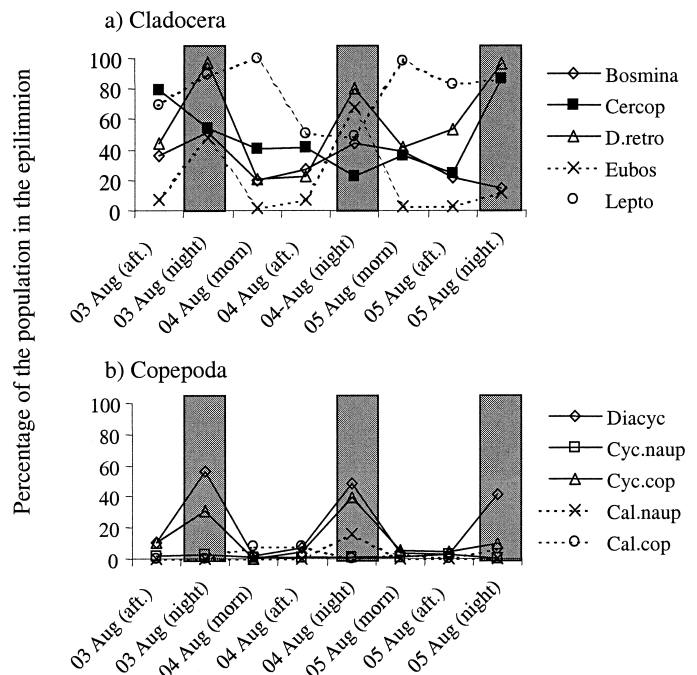 a) Cladocera
Percentage of the population in the epilimnion
100
80
60
40
20
0
03 Aug (aft.)
03 Aug (night)
04 Aug (morn)
04 Aug (aft.)
04-Aug (night)
05 Aug (morn)
05 Aug (aft.)
05 Aug (night.)
Bosmina
Cercop
D.retro
Eubos
Lepto
b) Copepoda
100
80
60
40
20
0
03 Aug (aft.)
03 Aug (night)
04 Aug (morn)
04 Aug (aft.)
04 Aug (night)
05 Aug (morn)
05 Aug (aft.)
05 Aug (night)
Diacyc
Cyc.naup
Cyc.cop
Cal.naup
Cal.cop